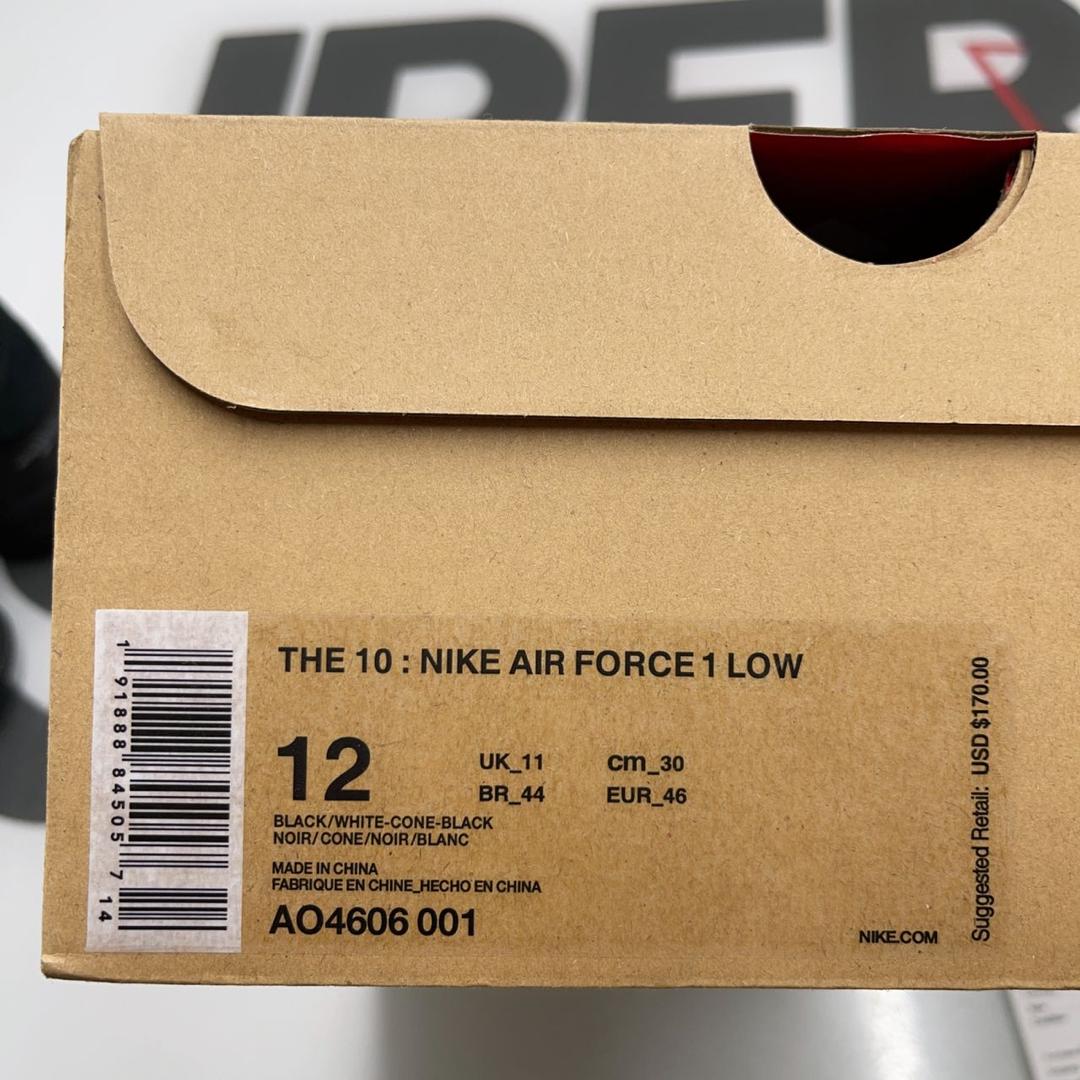 THE 10 : NIKE AIR FORCE 1 LOW
12
UK_11 cm_30
BR_44 EUR_46
BLACK/WHITE-CONE-BLACK
NOIR/CONE/NOIR/BLANC
MADE IN CHINA
FABRIQUE EN CHINE_HECHO EN CHINA
AO4606 001
NIKE.COM
Suggested Retail: USD $170.00
1 91888 84505 7 14